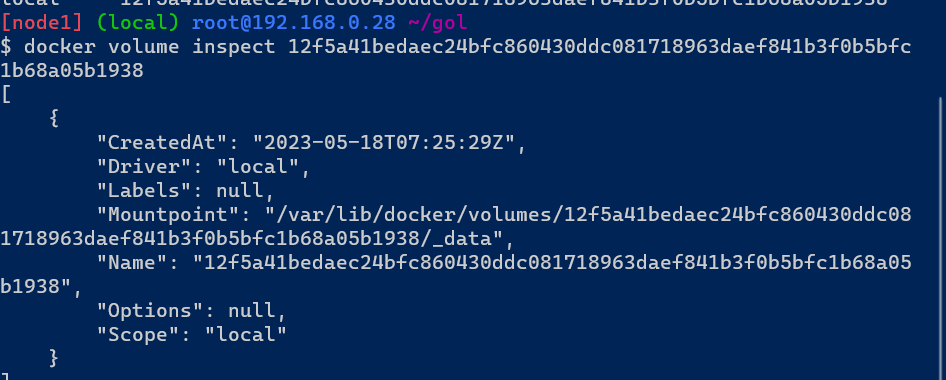 [node1] (local) root@192.168.0.28 ~/gol
$ docker volume inspect 12f5a41bedaec24bfc860430ddc081718963daef841b3f0b5bfc
1b68a05b1938
[
    {
        "CreatedAt": "2023-05-18T07:25:29Z",
        "Driver": "local",
        "Labels": null,
        "Mountpoint": "/var/lib/docker/volumes/12f5a41bedaec24bfc860430ddc08
1718963daef841b3f0b5bfc1b68a05b1938/_data",
        "Name": "12f5a41bedaec24bfc860430ddc081718963daef841b3f0b5bfc1b68a05
b1938",
        "Options": null,
        "Scope": "local"
    }
]